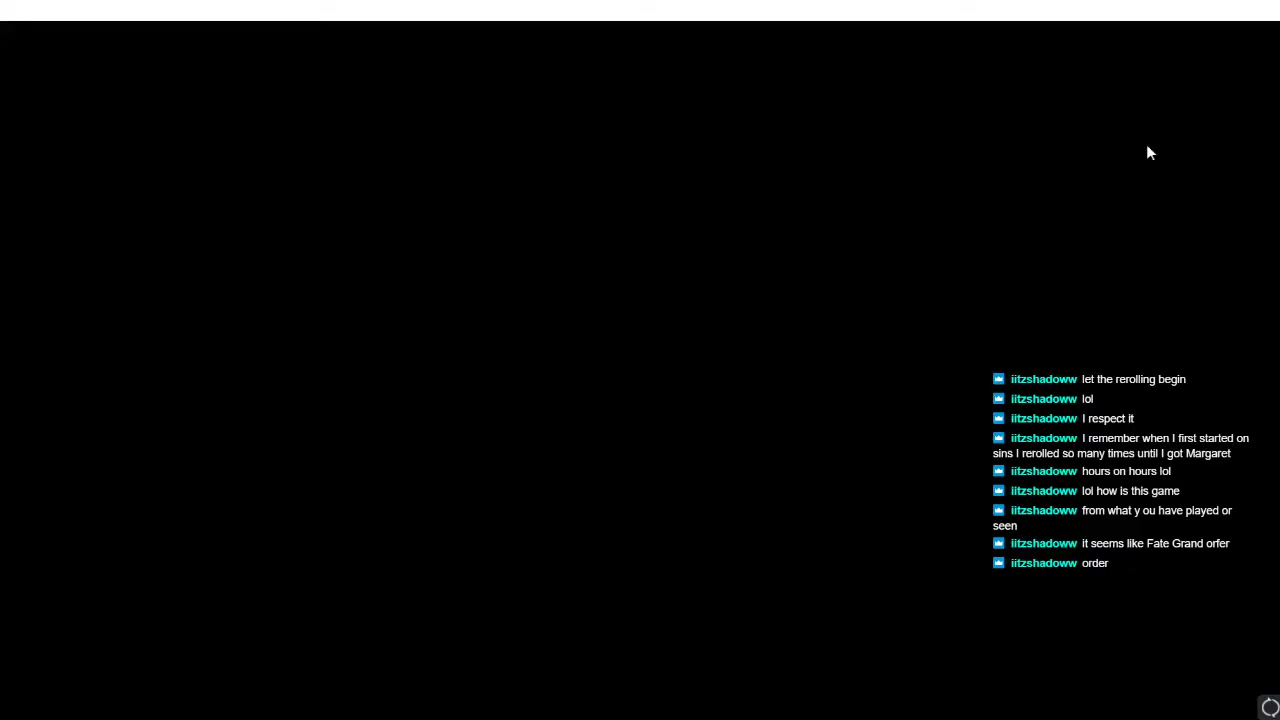 iitzshadoww let the rerolling begin
iitzshadoww lol
iitzshadoww I respect it
iitzshadoww I remember when I first started on
sins I rerolled so many times until I got Margaret
iitzshadoww hours on hours lol
iitzshadoww lol how is this game
iitzshadoww from what y ou have played or
seen
iitzshadoww it seems like Fate Grand orfer
iitzshadoww order